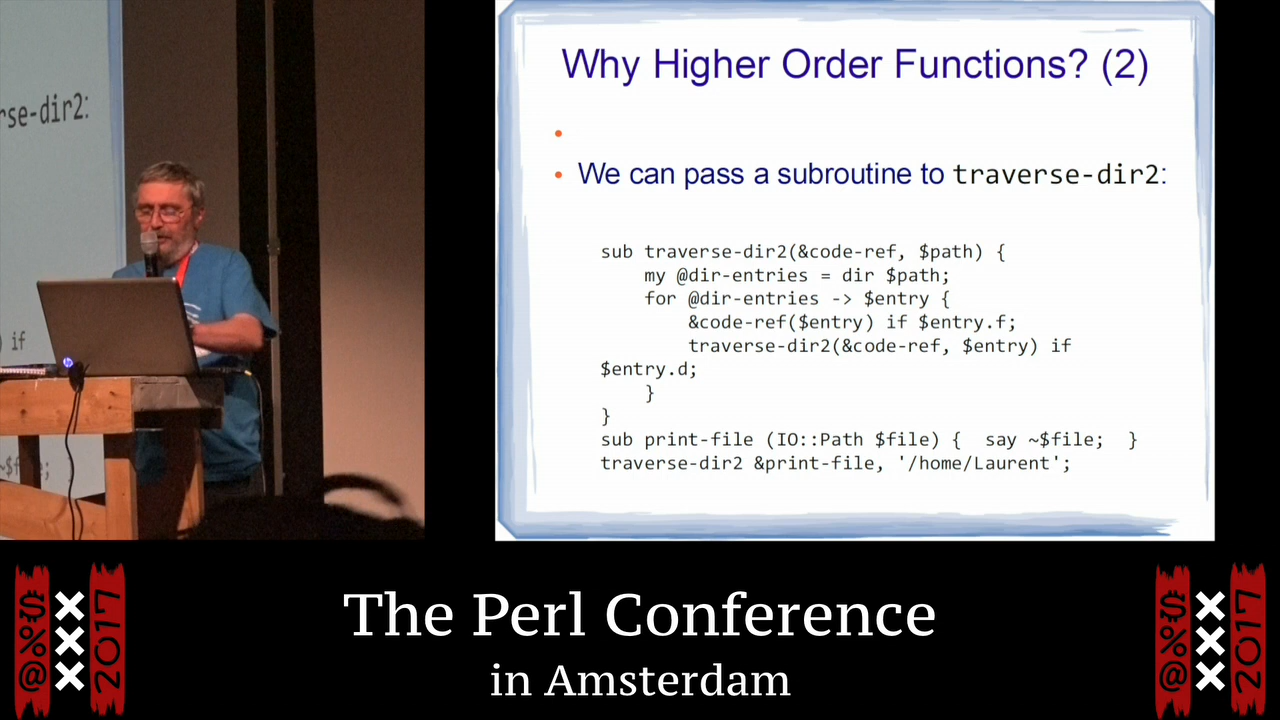 rse-dir2:
) if
Why Higher Order Functions? (2)
We can pass a subroutine to traverse-dir2:
sub traverse-dir2(&code-ref, $path) {
my @dir-entries = dir $path;
for @dir-entries -> $entry {
&code-ref($entry) if $entry.f;
traverse-dir2(&code-ref, $entry) if
$entry.d;
}
}
sub print-file (IO::Path $file) {  say ~$file;  }
traverse-dir2 &print-file, '/home/Laurent';
The Perl Conference
in Amsterdam
$%@
XXX
2017
$%@
XXX
2017